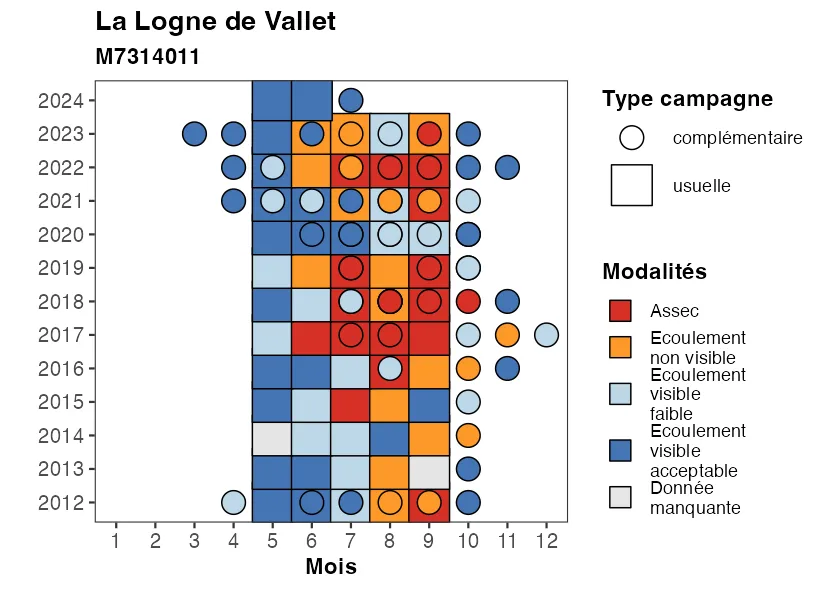 La Logne de Vallet
M7314011
2024
2023
2022
2021
2020
2019
2018
2017
2016
2015
2014
2013
2012
1 2 3 4 5 6 7 8 9 10 11 12
Mois
Type campagne
complémentaire
usuelle
Modalités
Assec
Ecoulement
non visible
Ecoulement
visible
faible
Ecoulement
visible
acceptable
Donnée
manquante